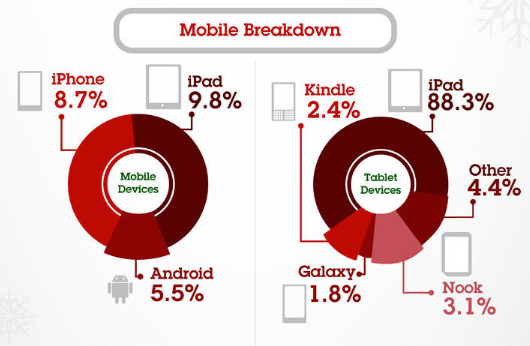 Mobile Breakdown
iPhone
8.7%
iPad
9.8%
Mobile
Devices
Android
5.5%
Kindle
2.4%
iPad
88.3%
Tablet
Devices
Other
4.4%
Galaxy
1.8%
Nook
3.1%